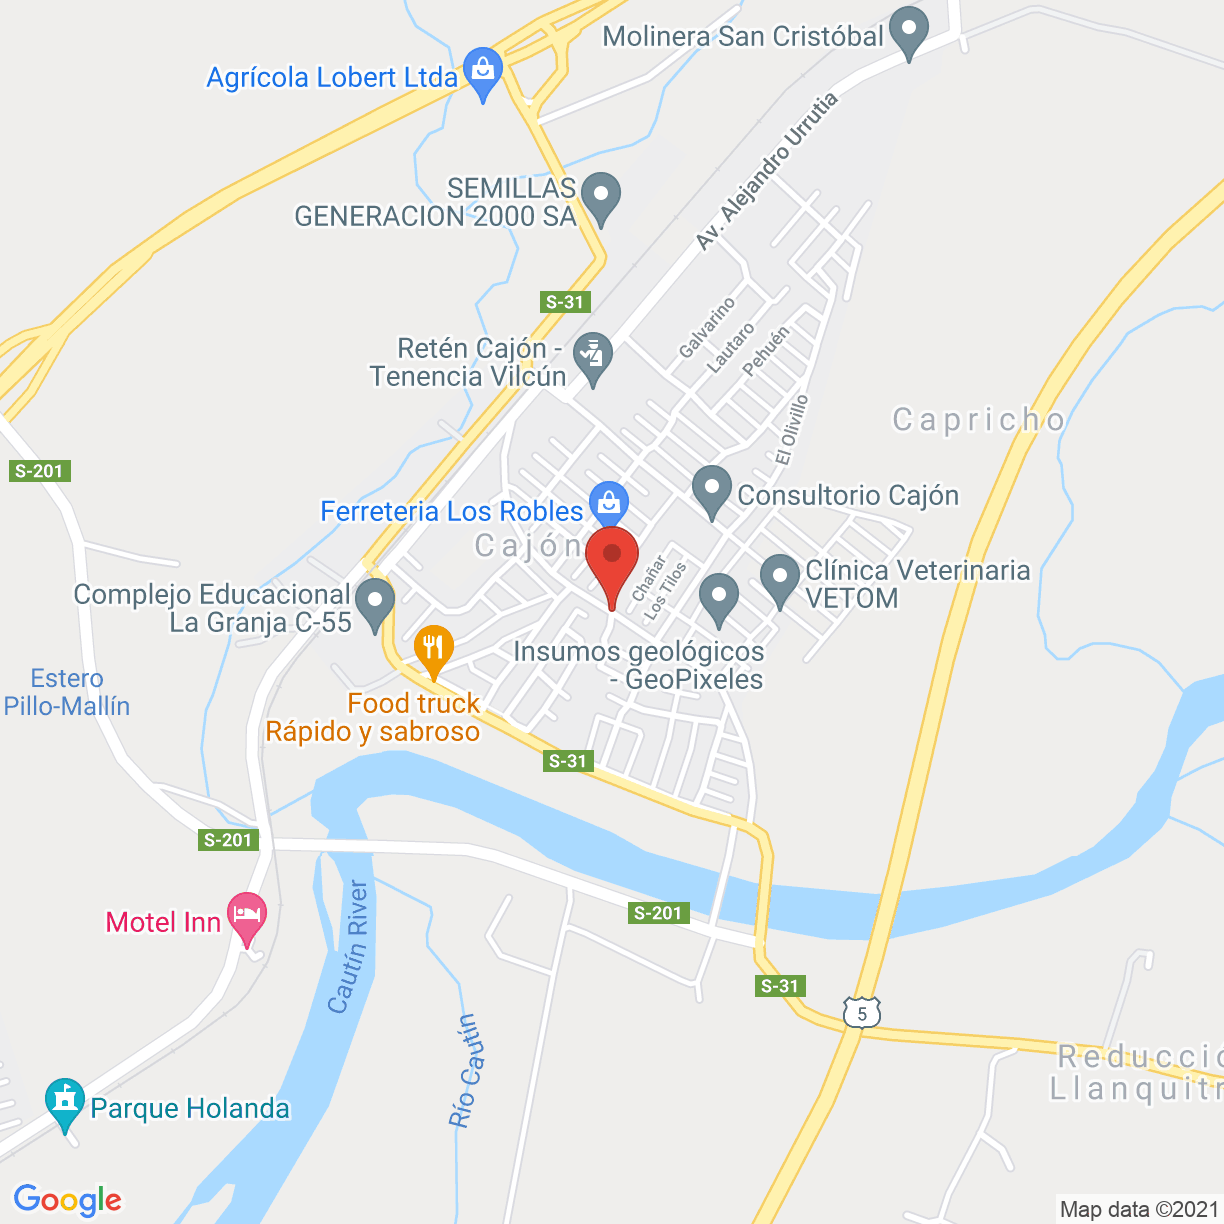 Molinera San Cristóbal
Agrícola Lobert Ltda
Av. Alejandro Urrutia
SEMILLAS
GENERACION 2000 SA
S-31
Galvarino
Lautaro
Pehuén
Retén Cajón -
Tenencia Vilcún
El Olivillo
Capricho
S-201
Consultorio Cajón
Ferreteria Los Robles
Cajón
Chañar
Los Tilos
Clínica Veterinaria
VETOM
Complejo Educacional
La Granja C-55
Insumos geológicos
- GeoPixeles
Estero
Pillo-Mallín
Food truck
Rápido y sabroso
S-31
S-201
Motel Inn
Cautín River
S-201
S-31
5
Río Cautín
Reducció
Llanquitr
Parque Holanda
Google
Map data ©2021